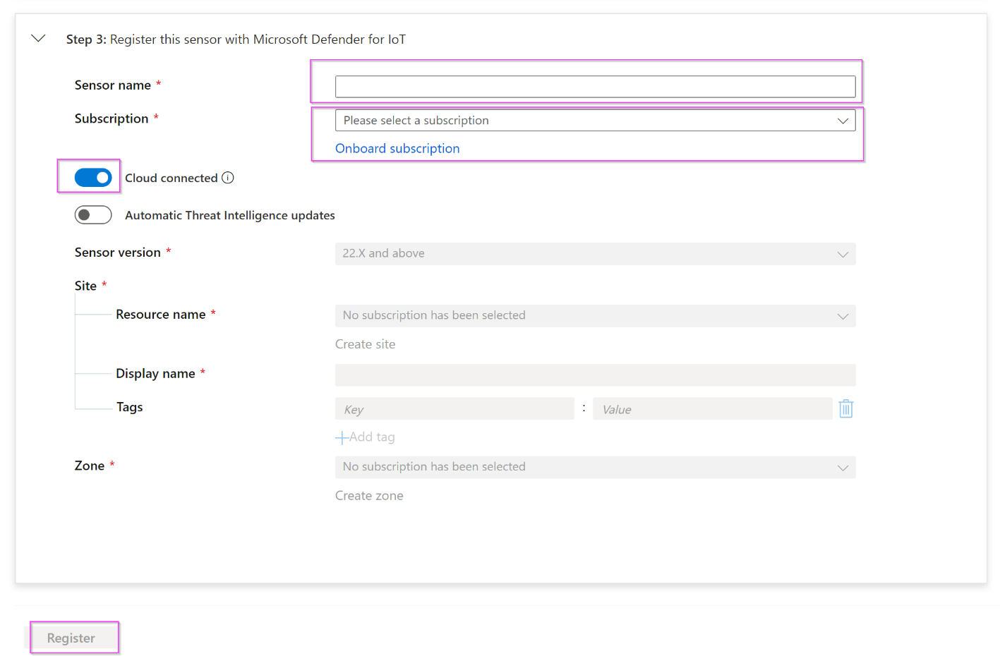 Step 3: Register this sensor with Microsoft Defender for IoT
Sensor name *
Subscription *
Please select a subscription
Onboard subscription
Cloud connected
Automatic Threat Intelligence updates
Sensor version *
22.X and above
Site *
Resource name *
No subscription has been selected
Create site
Display name *
Tags
Key : Value
+Add tag
Zone *
No subscription has been selected
Create zone
Register